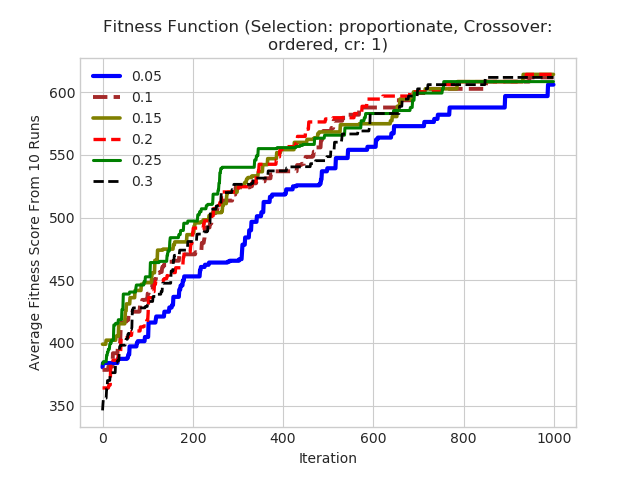 Fitness Function (Selection: proportionate, Crossover:
ordered, cr: 1)
Average Fitness Score From 10 Runs
600
550
500
450
400
350
0.05
0.1
0.15
0.2
0.25
0.3
0 200 400 600 800 1000
Iteration